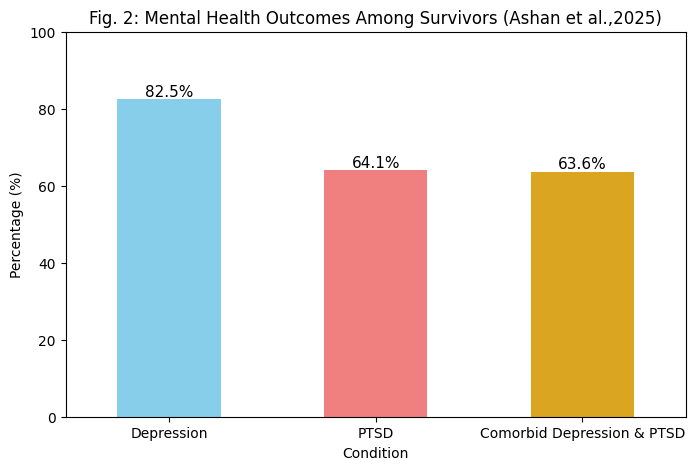 Fig. 2: Mental Health Outcomes Among Survivors (Ashan et al.,2025)
100
80
60
40
20
0
Percentage (%)
82.5%
64.1%
63.6%
Depression
PTSD
Comorbid Depression & PTSD
Condition